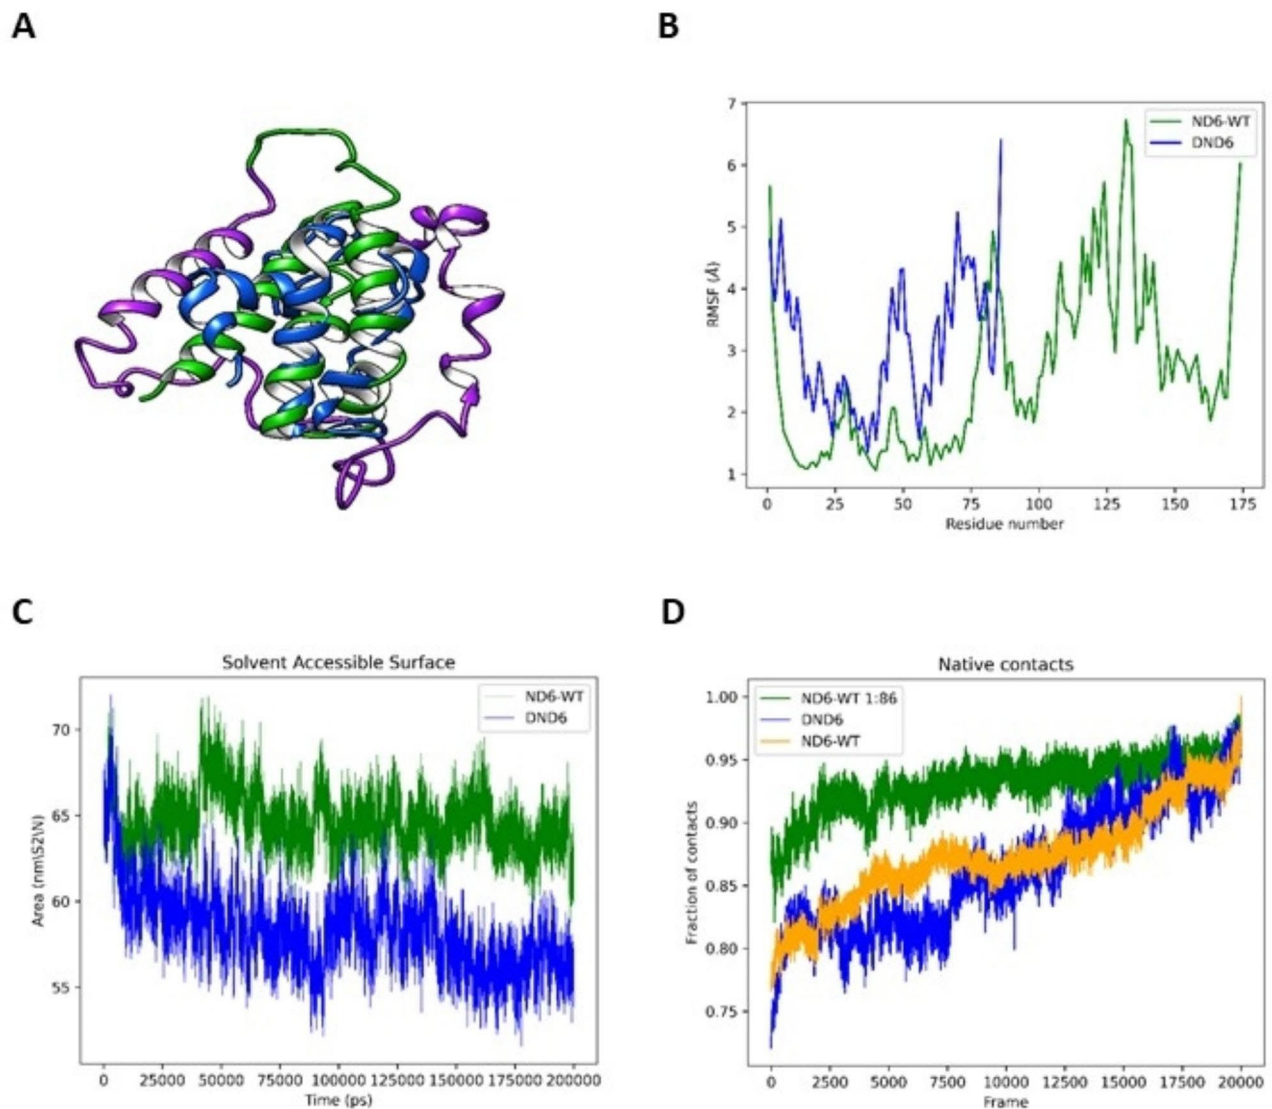 A
B
7
6
5
4
3
2
1
RMSF (Å)
ND6-WT
DND6
0 25 50 75 100 125 150 175
Residue number
C
D
Solvent Accessible Surface
70
65
60
55
Area (nm\S2\N)
ND6-WT
DND6
0 25000 50000 75000 100000 125000 150000 175000 200000
Time (ps)
Native contacts
1.00
0.95
0.90
0.85
0.80
0.75
Fraction of contacts
ND6-WT 1:86
DND6
ND6-WT
0 2500 5000 7500 10000 12500 15000 17500 20000
Frame